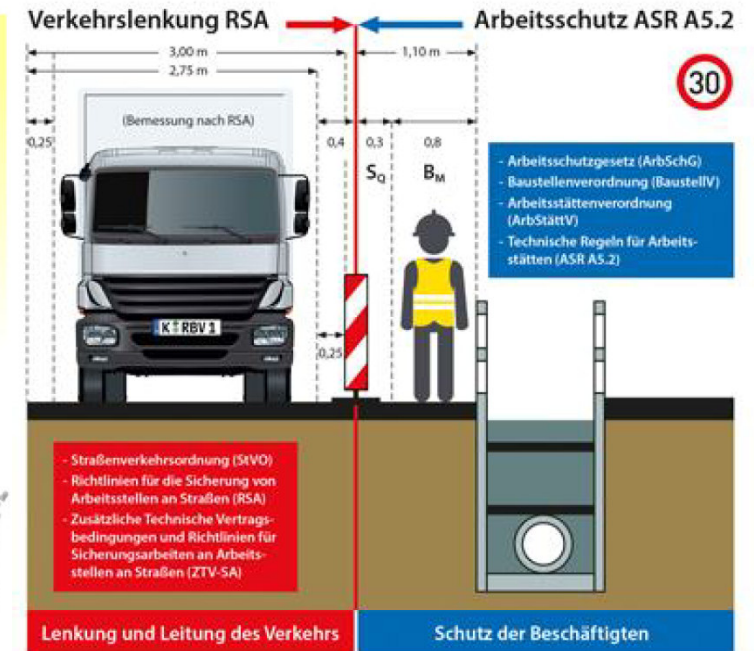 Verkehrslenkung RSA
Arbeitsschutz ASR A5.2
3,00 m
1,10 m
2,75 m
30
(Bemessung nach RSA)
0,25
0,4
0,3
0,8
SQ
BM
- Arbeitsschutzgesetz (ArbSchG)
- Baustellenverordnung (BaustellV)
- Arbeitsstättenverordnung
(ArbStättV)
- Technische Regeln für Arbeits-
stätten (ASR A5.2)
K RBV 1
0,25
- Straßenverkehrsordnung (StVO)
- Richtlinien für die Sicherung von
Arbeitsstellen an Straßen (RSA)
- Zusätzliche Technische Vertrags-
bedingungen und Richtlinien für
Sicherungsarbeiten an Arbeits-
stellen an Straßen (ZTV-SA)
Lenkung und Leitung des Verkehrs
Schutz der Beschäftigten